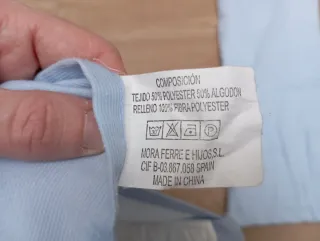 COMPOSICIÓN
TEJIDO 50% POLYESTER 50% ALGODON
RELLENO 100% FIBRA POLYESTER
MORA FERRE E HIJOS,S.L.
CIF B-03.867.058 SPAIN
MADE IN CHINA